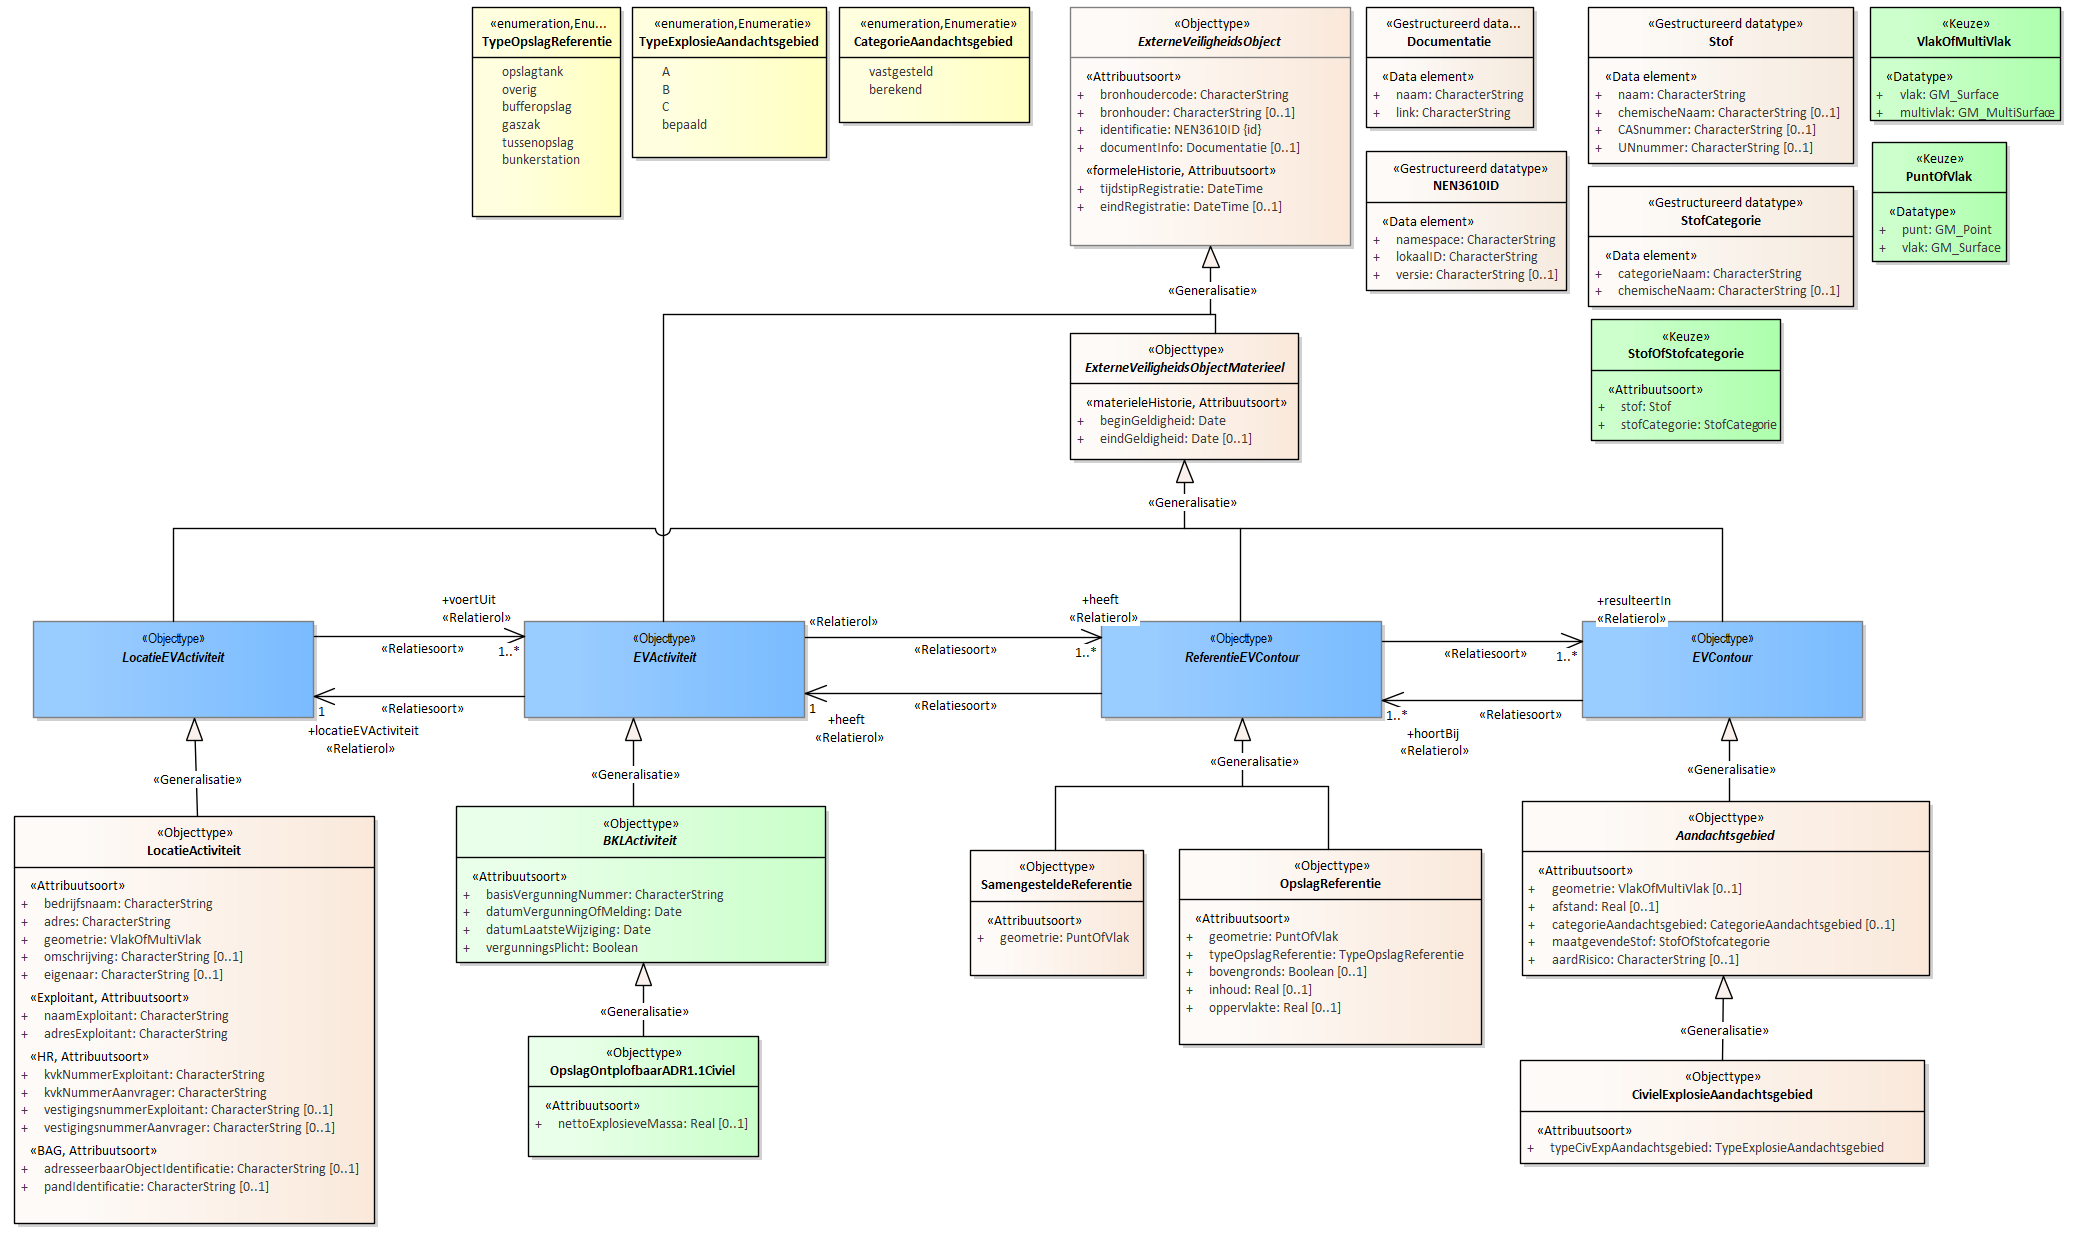 «enumeration,Enu...
TypeOpslagReferentie
opslagtank
overig
bufferopslag
gaszak
tussenopslag
bunkerstation
«enumeration,Enumeratie»
TypeExplosieAandachtsgebied
A
B
C
bepaald
«enumeration,Enumeratie»
CategorieAandachtsgebied
vastgesteld
berekend
«Objecttype»
ExterneVeiligheidsObject
«Attribuutsoort»
+ bronhoudercode: CharacterString
+ bronhouder: CharacterString [0..1]
+ identificatie: NEN3610ID {id}
+ documentInfo: Documentatie [0..1]
«formeleHistorie, Attribuutsoort»
+ tijdstipRegistratie: DateTime
+ eindRegistratie: DateTime [0..1]
«Gestructureerd data...
Documentatie
«Data element»
+ naam: CharacterString
+ link: CharacterString
«Gestructureerd datatype»
NEN3610ID
«Data element»
+ namespace: CharacterString
+ lokaalID: CharacterString
+ versie: CharacterString [0..1]
«Gestructureerd datatype»
Stof
«Data element»
+ naam: CharacterString
+ chemischeNaam: CharacterString [0..1]
+ CASnummer: CharacterString [0..1]
+ UNnummer: CharacterString [0..1]
«Gestructureerd datatype»
StofCategorie
«Data element»
+ categorieNaam: CharacterString
+ chemischeNaam: CharacterString [0..1]
«Keuze»
StofOfStofcategorie
«Attribuutsoort»
+ stof: Stof
+ stofCategorie: StofCategorie
«Keuze»
VlakOfMultiVlak
«Datatype»
+ vlak: GM_Surface
+ multivlak: GM_MultiSurface
«Keuze»
PuntOfVlak
«Datatype»
+ punt: GM_Point
+ vlak: GM_Surface
«Generalisatie»
«Objecttype»
ExterneVeiligheidsObjectMaterieel
«materieleHistorie, Attribuutsoort»
+ beginGeldigheid: Date
+ eindGeldigheid: Date [0..1]
«Generalisatie»
«Objecttype»
LocatieEVActiviteit
+voertUit
«Relatierol»
«Relatiesoort»
1..*
«Relatiesoort»
1
+locatieEVActiviteit
«Relatierol»
«Objecttype»
EVActiviteit
«Relatierol»
+heeft
«Relatierol»
«Relatiesoort»
1..*
«Relatiesoort»
1
+heeft
«Relatierol»
«Objecttype»
ReferentieEVContour
+resulteertIn
«Relatierol»
«Relatiesoort»
1..*
«Relatiesoort»
1..*
+hoortBij
«Relatierol»
«Objecttype»
EVContour
«Generalisatie»
«Objecttype»
LocatieActiviteit
«Attribuutsoort»
+ bedrijfsnaam: CharacterString
+ adres: CharacterString
+ geometrie: VlakOfMultiVlak
+ omschrijving: CharacterString [0..1]
+ eigenaar: CharacterString [0..1]
«Exploitant, Attribuutsoort»
+ naamExploitant: CharacterString
+ adresExploitant: CharacterString
«HR, Attribuutsoort»
+ kvkNummerExploitant: CharacterString
+ kvkNummerAanvrager: CharacterString
+ vestigingsnummerExploitant: CharacterString [0..1]
+ vestigingsnummerAanvrager: CharacterString [0..1]
«BAG, Attribuutsoort»
+ adresseerbaarObjectIdentificatie: CharacterString [0..1]
+ pandIdentificatie: CharacterString [0..1]
«Generalisatie»
«Objecttype»
BKLActiviteit
«Attribuutsoort»
+ basisVergunningNummer: CharacterString
+ datumVergunningOfMelding: Date
+ datumLaatsteWijziging: Date
+ vergunningsPlicht: Boolean
«Generalisatie»
«Objecttype»
OpslagOntplofbaarADR1.1Civiel
«Attribuutsoort»
+ nettoExplosieveMassa: Real [0..1]
«Generalisatie»
«Objecttype»
SamengesteldeReferentie
«Attribuutsoort»
+ geometrie: PuntOfVlak
«Objecttype»
OpslagReferentie
«Attribuutsoort»
+ geometrie: PuntOfVlak
+ typeOpslagReferentie: TypeOpslagReferentie
+ bovengronds: Boolean [0..1]
+ inhoud: Real [0..1]
+ oppervlakte: Real [0..1]
«Generalisatie»
«Objecttype»
Aandachtsgebied
«Attribuutsoort»
+ geometrie: VlakOfMultiVlak [0..1]
+ afstand: Real [0..1]
+ categorieAandachtsgebied: CategorieAandachtsgebied [0..1]
+ maatgevendeStof: StofOfStofcategorie
+ aardRisico: CharacterString [0..1]
«Generalisatie»
«Objecttype»
CivielExplosieAandachtsgebied
«Attribuutsoort»
+ typeCivExpAandachtsgebied: TypeExplosieAandachtsgebied